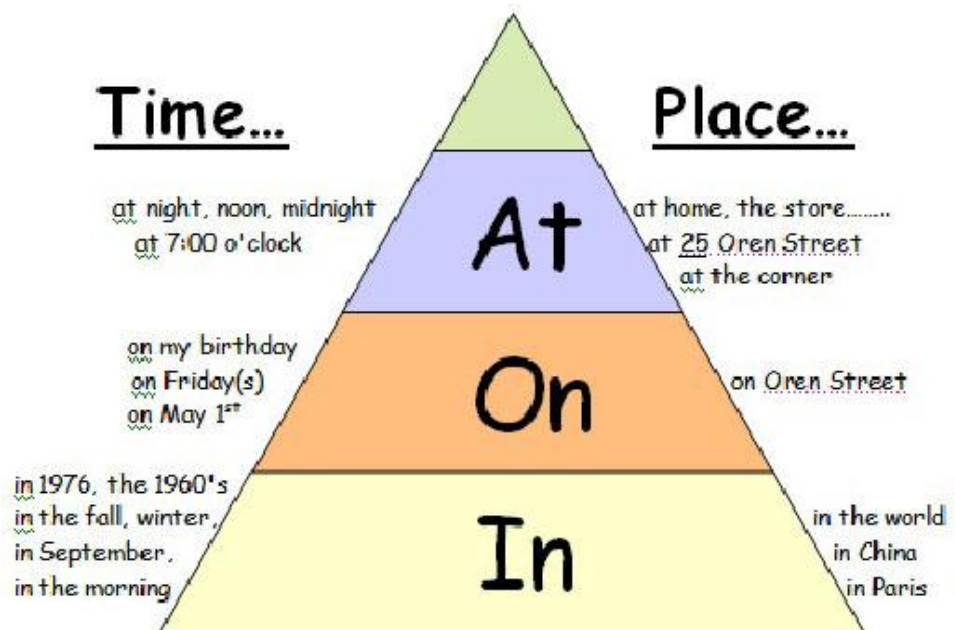 Time...
Place...
at night, noon, midnight
at 7:00 o'clock
At
at home, the store........
at 25 Oren Street
at the corner
on my birthday
on Friday(s)
on May 1st
On
on Oren Street
in 1976, the 1960's
in the fall, winter,
in September,
in the morning
In
in the world
in China
in Paris